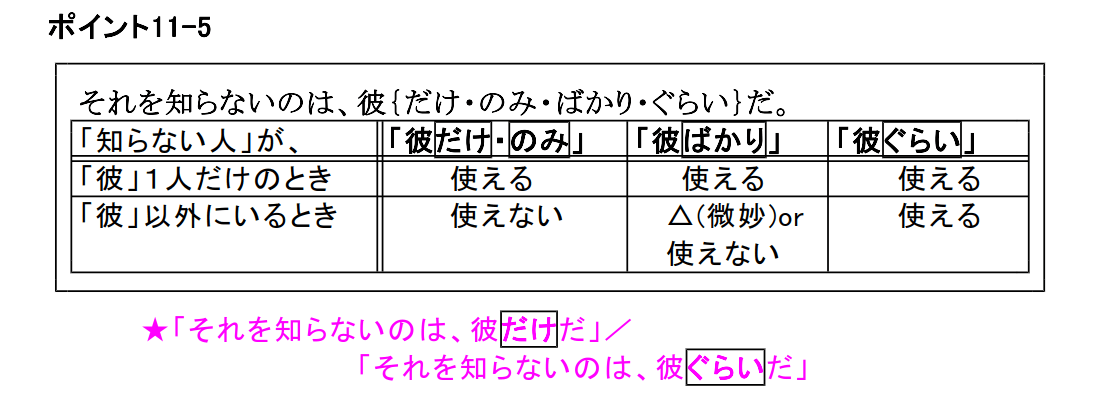 ポイント11-5
それを知らないのは、彼{だけ・のみ・ばかり・ぐらい}だ。
「知らない人」が、 「彼だけ・のみ」 「彼ばかり」 「彼ぐらい」
「彼」１人だけのとき 使える 使える 使える
「彼」以外にいるとき 使えない △(微妙)or 使える
使えない
★「それを知らないのは、彼だけだ」／
「それを知らないのは、彼ぐらいだ」